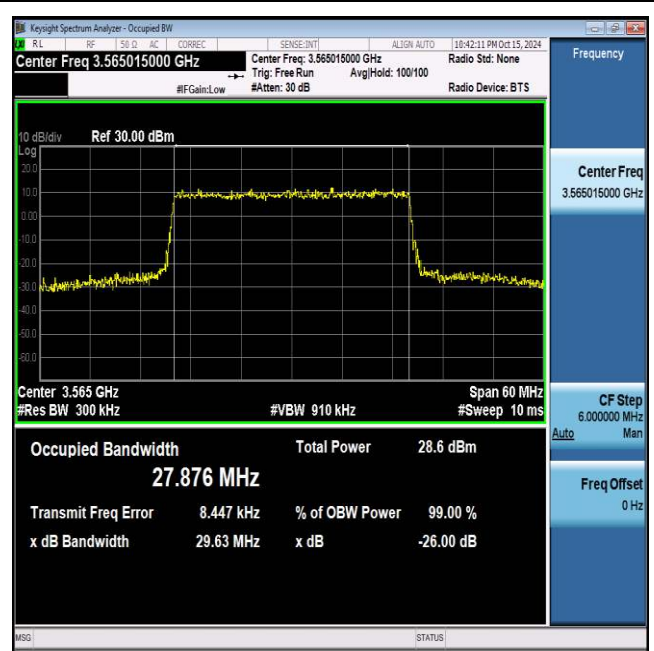 Keysight Spectrum Analyzer - Occupied BW
RL RF 50 Ω AC CORREC SENSE:INT ALIGN AUTO 10:42:11 PM Oct 15, 2024
Center Freq 3.565015000 GHz
Center Freq: 3.565015000 GHz Radio Std: None
Trig: Free Run Avg|Hold: 100/100
#IFGain:Low #Atten: 30 dB Radio Device: BTS
10 dB/div Ref 30.00 dBm
Log
20.0
10.0
0.00
-10.0
-20.0
-30.0
-40.0
-50.0
-60.0
Center 3.565 GHz Span 60 MHz
#Res BW 300 kHz #VBW 910 kHz #Sweep 10 ms
Occupied Bandwidth Total Power 28.6 dBm
27.876 MHz
Transmit Freq Error 8.447 kHz % of OBW Power 99.00 %
x dB Bandwidth 29.63 MHz x dB -26.00 dB
MSG STATUS
Frequency
Center Freq
3.565015000 GHz
CF Step
6.000000 MHz
Auto Man
Freq Offset
0 Hz